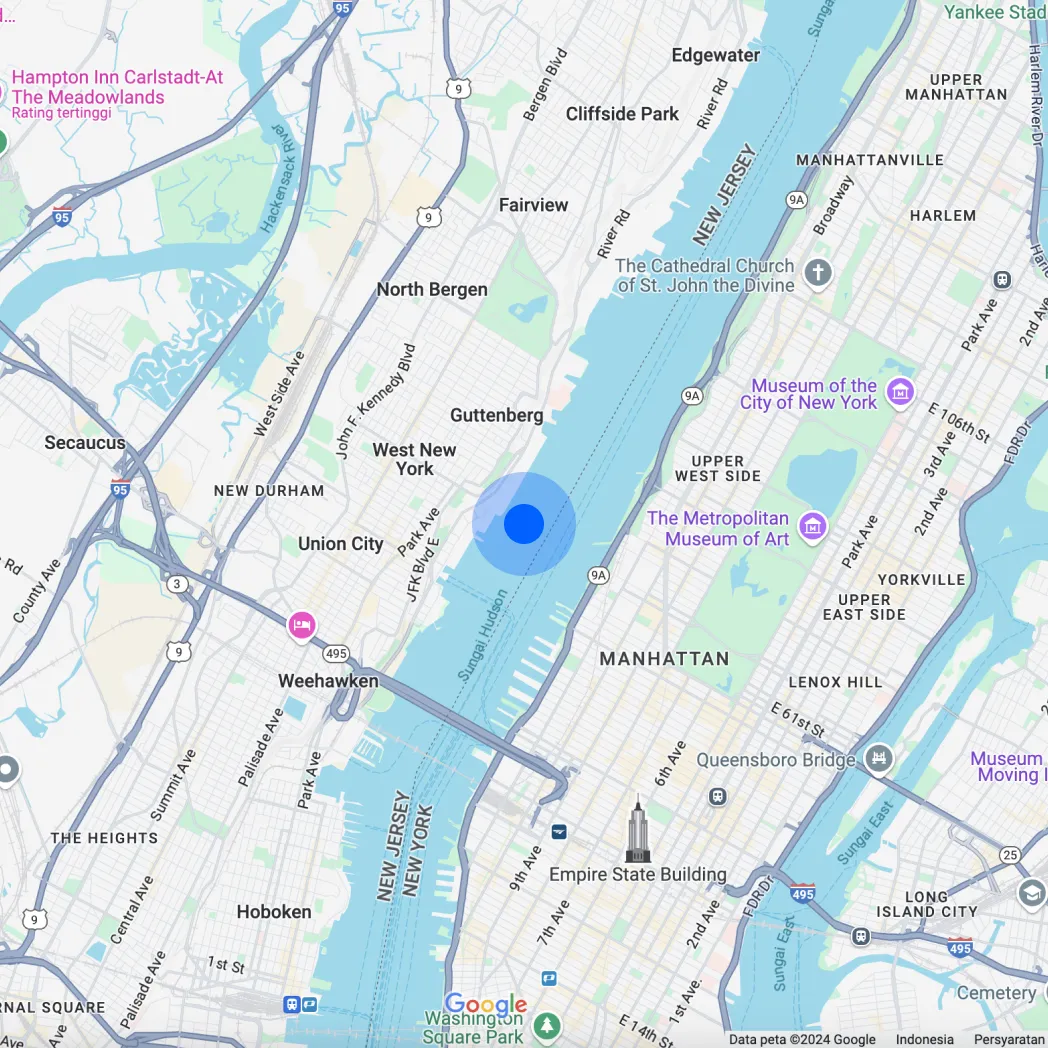 d...
95
Yankee Stad
Sunga
Edgewater
Hampton Inn Carlstadt-At
The Meadowlands
Rating tertinggi
9
Bergen Blvd
River Rd
Cliffside Park
UPPER
MANHATTAN
Harlem River Dr
Hackensack River
NEW JERSEY
MANHATTANVILLE
95
9
Fairview
River Rd
9A
Broadway
HARLEM
Harl
The Cathedral Church
of St. John the Divine
North Bergen
Park Ave
2nd Ave
West Side Ave
John F. Kennedy Blvd
9A
Museum of the
City of New York
E 106th St
3rd Ave
FDR Dr
Secaucus
Guttenberg
West New
York
UPPER
WEST SIDE
95
NEW DURHAM
2nd Ave
The Metropolitan
Museum of Art
Park Ave
Park Ave
JFK Blvd E
Union City
Rd
County Ave
3
9A
YORKVILLE
UPPER
EAST SIDE
Sungai Hudson
9
495
MANHATTAN
Weehawken
LENOX HILL
Palisade Ave
E 61st St
Summit Ave
Park Ave
6th Ave
Queensboro Bridge
Museum
Moving I
THE HEIGHTS
NEW JERSEY
NEW YORK
Sungai East
25
9th Ave
Empire State Building
FDR Dr
495
LONG
ISLAND CITY
Central Ave
Hoboken
9
7th Ave
2nd Ave
Sungai East
495
1st St
Palisade Ave
Cemetery
RNAL SQUARE
Google
1st Ave.
Washington
Square Park
E 14th St
Ave
Ave
Data peta ©2024 Google
Indonesia
Persyaratan